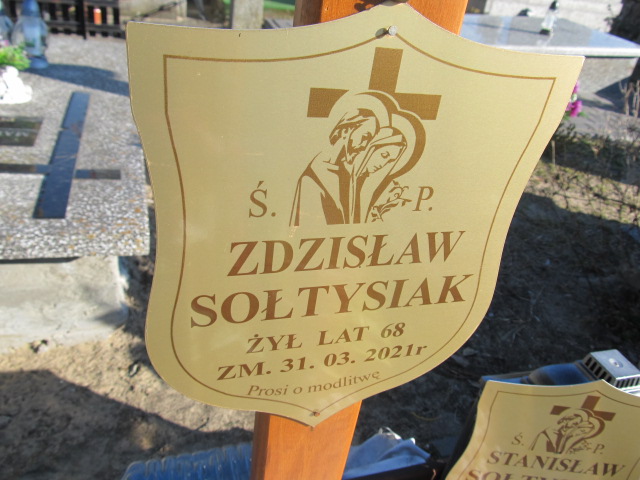 Ś. P.
ZDZISŁAW
SOŁTYSIAK
ŻYŁ LAT 68
ZM. 31. 03. 2021r
Prosi o modlitwę
Ś. P.
STANISŁAW